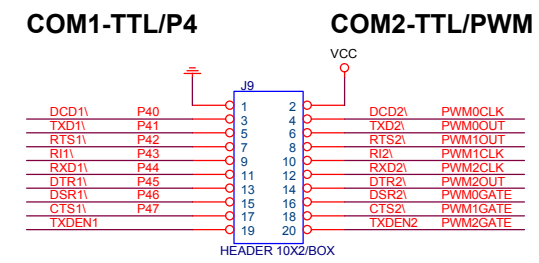 COM1-TTL/P4 COM2-TTL/PWM
VCC
J9
1 2
DCD1\ P40 3 4 DCD2\ PWM0CLK
TXD1\ P41 5 6 TXD2\ PWM0OUT
RTS1\ P42 7 8 RTS2\ PWM1OUT
RI1\ P43 9 10 RI2\ PWM1CLK
RXD1\ P44 11 12 RXD2\ PWM2CLK
DTR1\ P45 13 14 DTR2\ PWM2OUT
DSR1\ P46 15 16 DSR2\ PWM0GATE
CTS1\ P47 17 18 CTS2\ PWM1GATE
TXDEN1 19 20 TXDEN2 PWM2GATE
HEADER 10X2/BOX